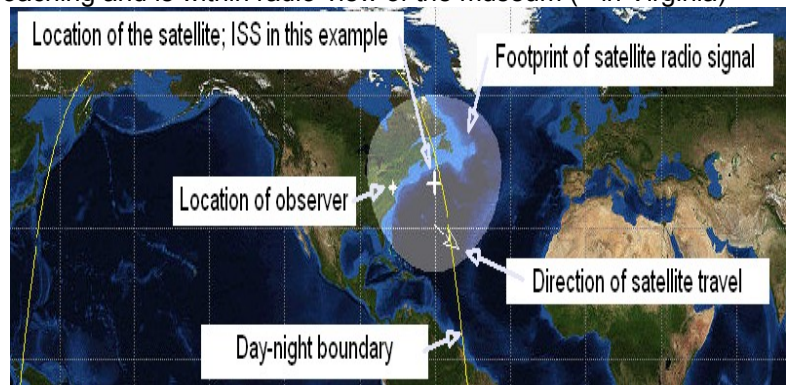 Location of the satellite; ISS in this example
Footprint of satellite radio signal
Location of observer
Direction of satellite travel
Day-night boundary